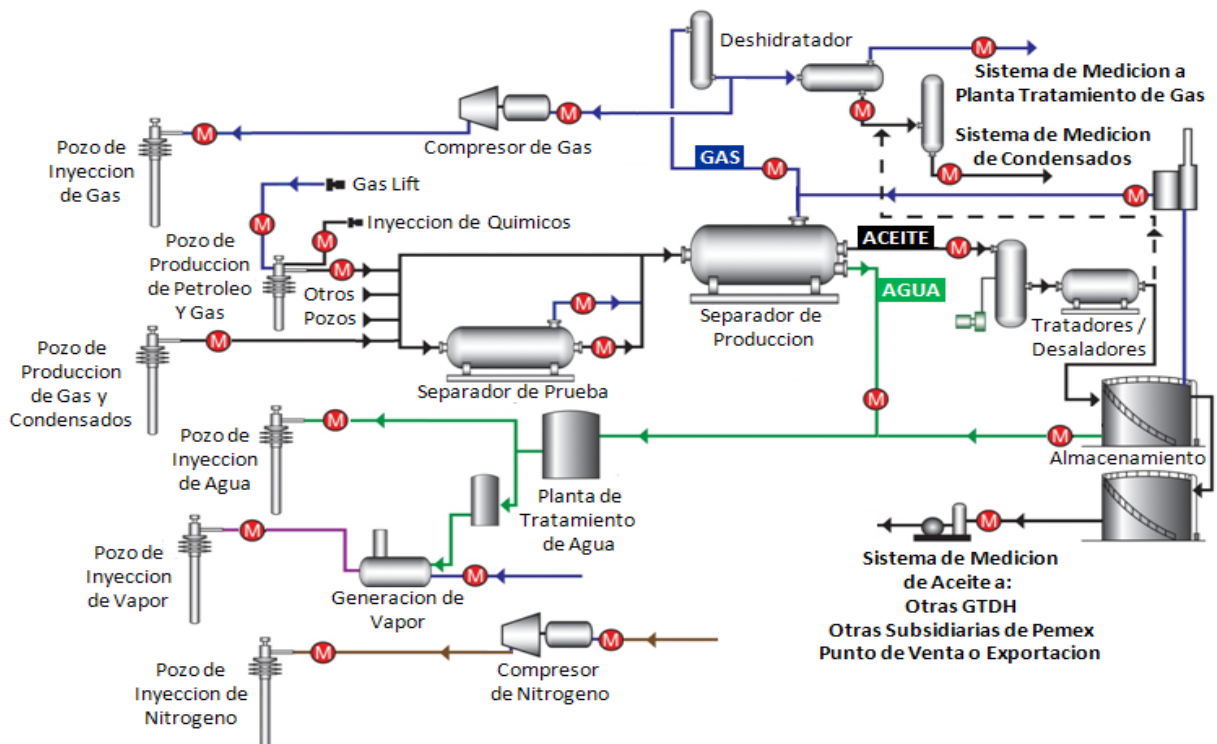 Deshidratador
M
Sistema de Medicion a
Planta Tratamiento de Gas
M
M
M
Compresor de Gas
Pozo de
Inyeccion
de Gas
M
Sistema de Medicion
de Condensados
GAS
M
M
M
Gas Lift
M
Inyeccion de Quimicos
M
Pozo de
Produccion
de Petroleo
Y Gas
M
Otros
Pozos
ACEITE
M
AGUA
Separador de
Produccion
Tratadores /
Desaladores
M
M
Separador de Prueba
M
Pozo de
Produccion
de Gas y
Condensados
M
M
M
Almacenamiento
Pozo de
Inyeccion
de Agua
Planta de
Tratamiento
de Agua
M
M
Sistema de Medicion
de Aceite a:
Otras GTDH
Otras Subsidiarias de Pemex
Punto de Venta o Exportacion
Pozo de
Inyeccion
de Vapor
M
Generacion de
Vapor
M
M
Compresor
de Nitrogeno
Pozo de
Inyeccion de
Nitrogeno